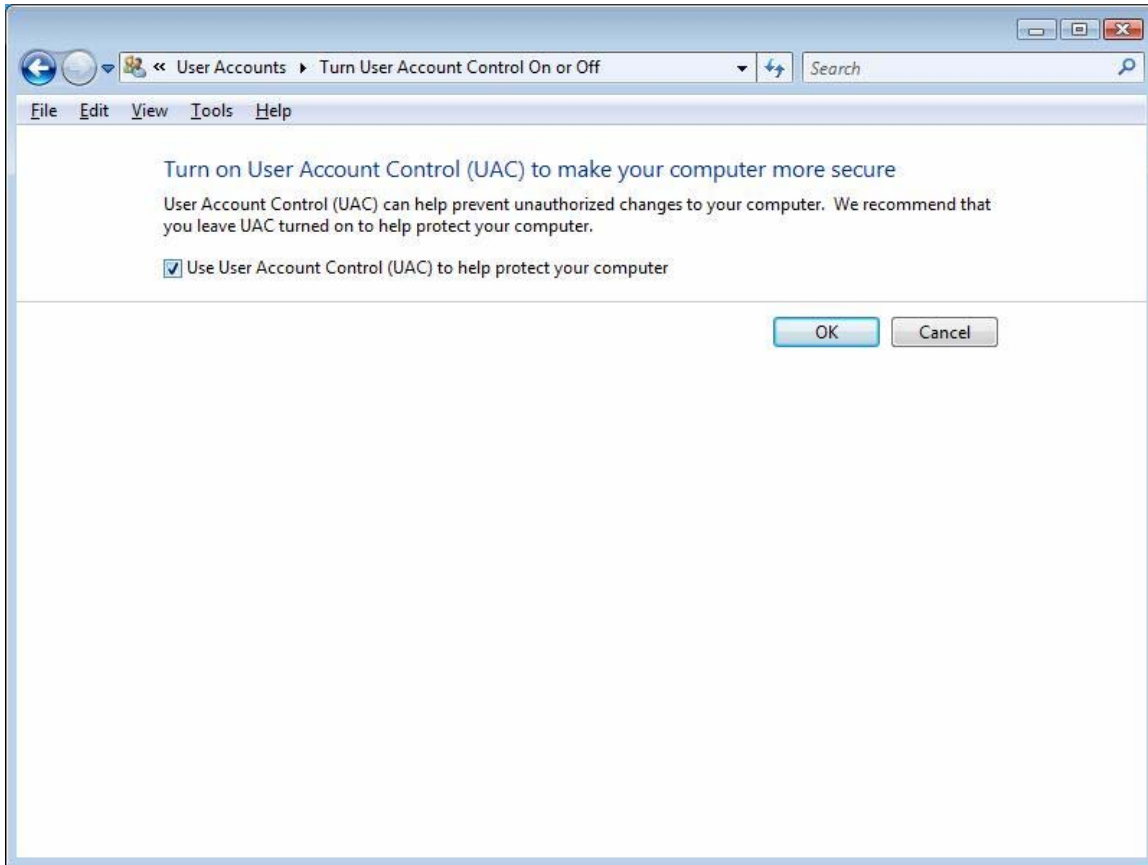 « User Accounts ▸ Turn User Account Control On or Off
Search
File Edit View Tools Help
Turn on User Account Control (UAC) to make your computer more secure
User Account Control (UAC) can help prevent unauthorized changes to your computer. We recommend that
you leave UAC turned on to help protect your computer.
Use User Account Control (UAC) to help protect your computer
OK Cancel